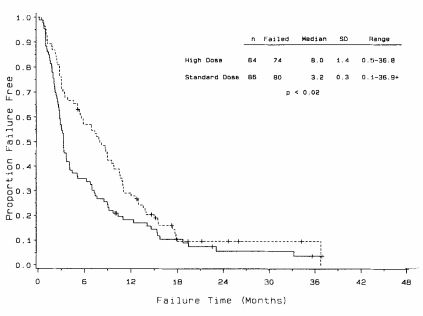 1.0
0.9
0.8
0.7
0.6
0.5
0.4
0.3
0.2
0.1
0.0
Proportion Failure Free
n Failed Median SD Range
High Dose 84 74 8.0 1.4 0.5-36.8
Standard Dose 86 80 3.2 0.3 0.1-36.9+
p < 0.02
0 6 12 18 24 30 36 42 48
Failure Time (Months)